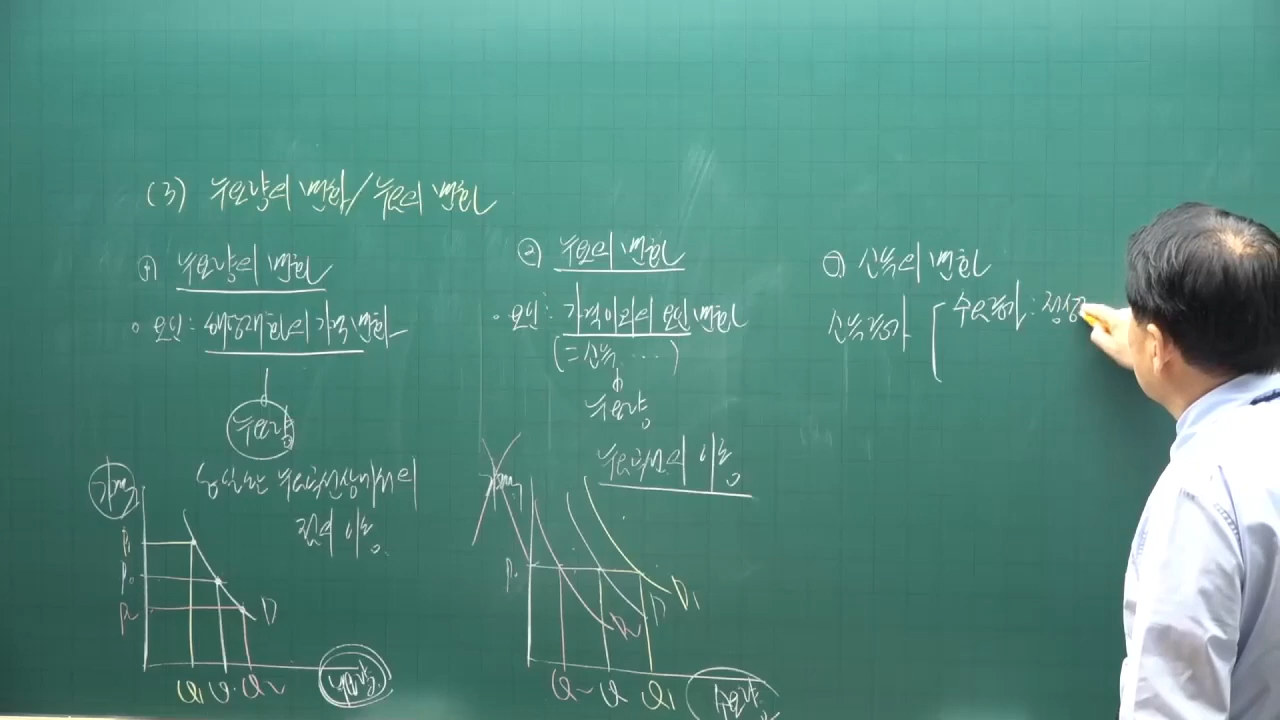 (3) 수요량의 변화/수요의 변화
① 수요량의 변화
• 요인: 해당재화의 가격변화
수요량
동일한 수요곡선상에서의
점의 이동
가격
P₁
P₀
P₂
D
Q₁ Q₀ Q₂
수요량
② 수요의 변화
• 요인: 가격이외의 요인변화
(= 소득, ...)
수요량
수요곡선의 이동
가격
P₀
D₂ D D₁
Q₂ Q Q₁
수요량
① 소득의 변화
소득증가
수요증가: 정상